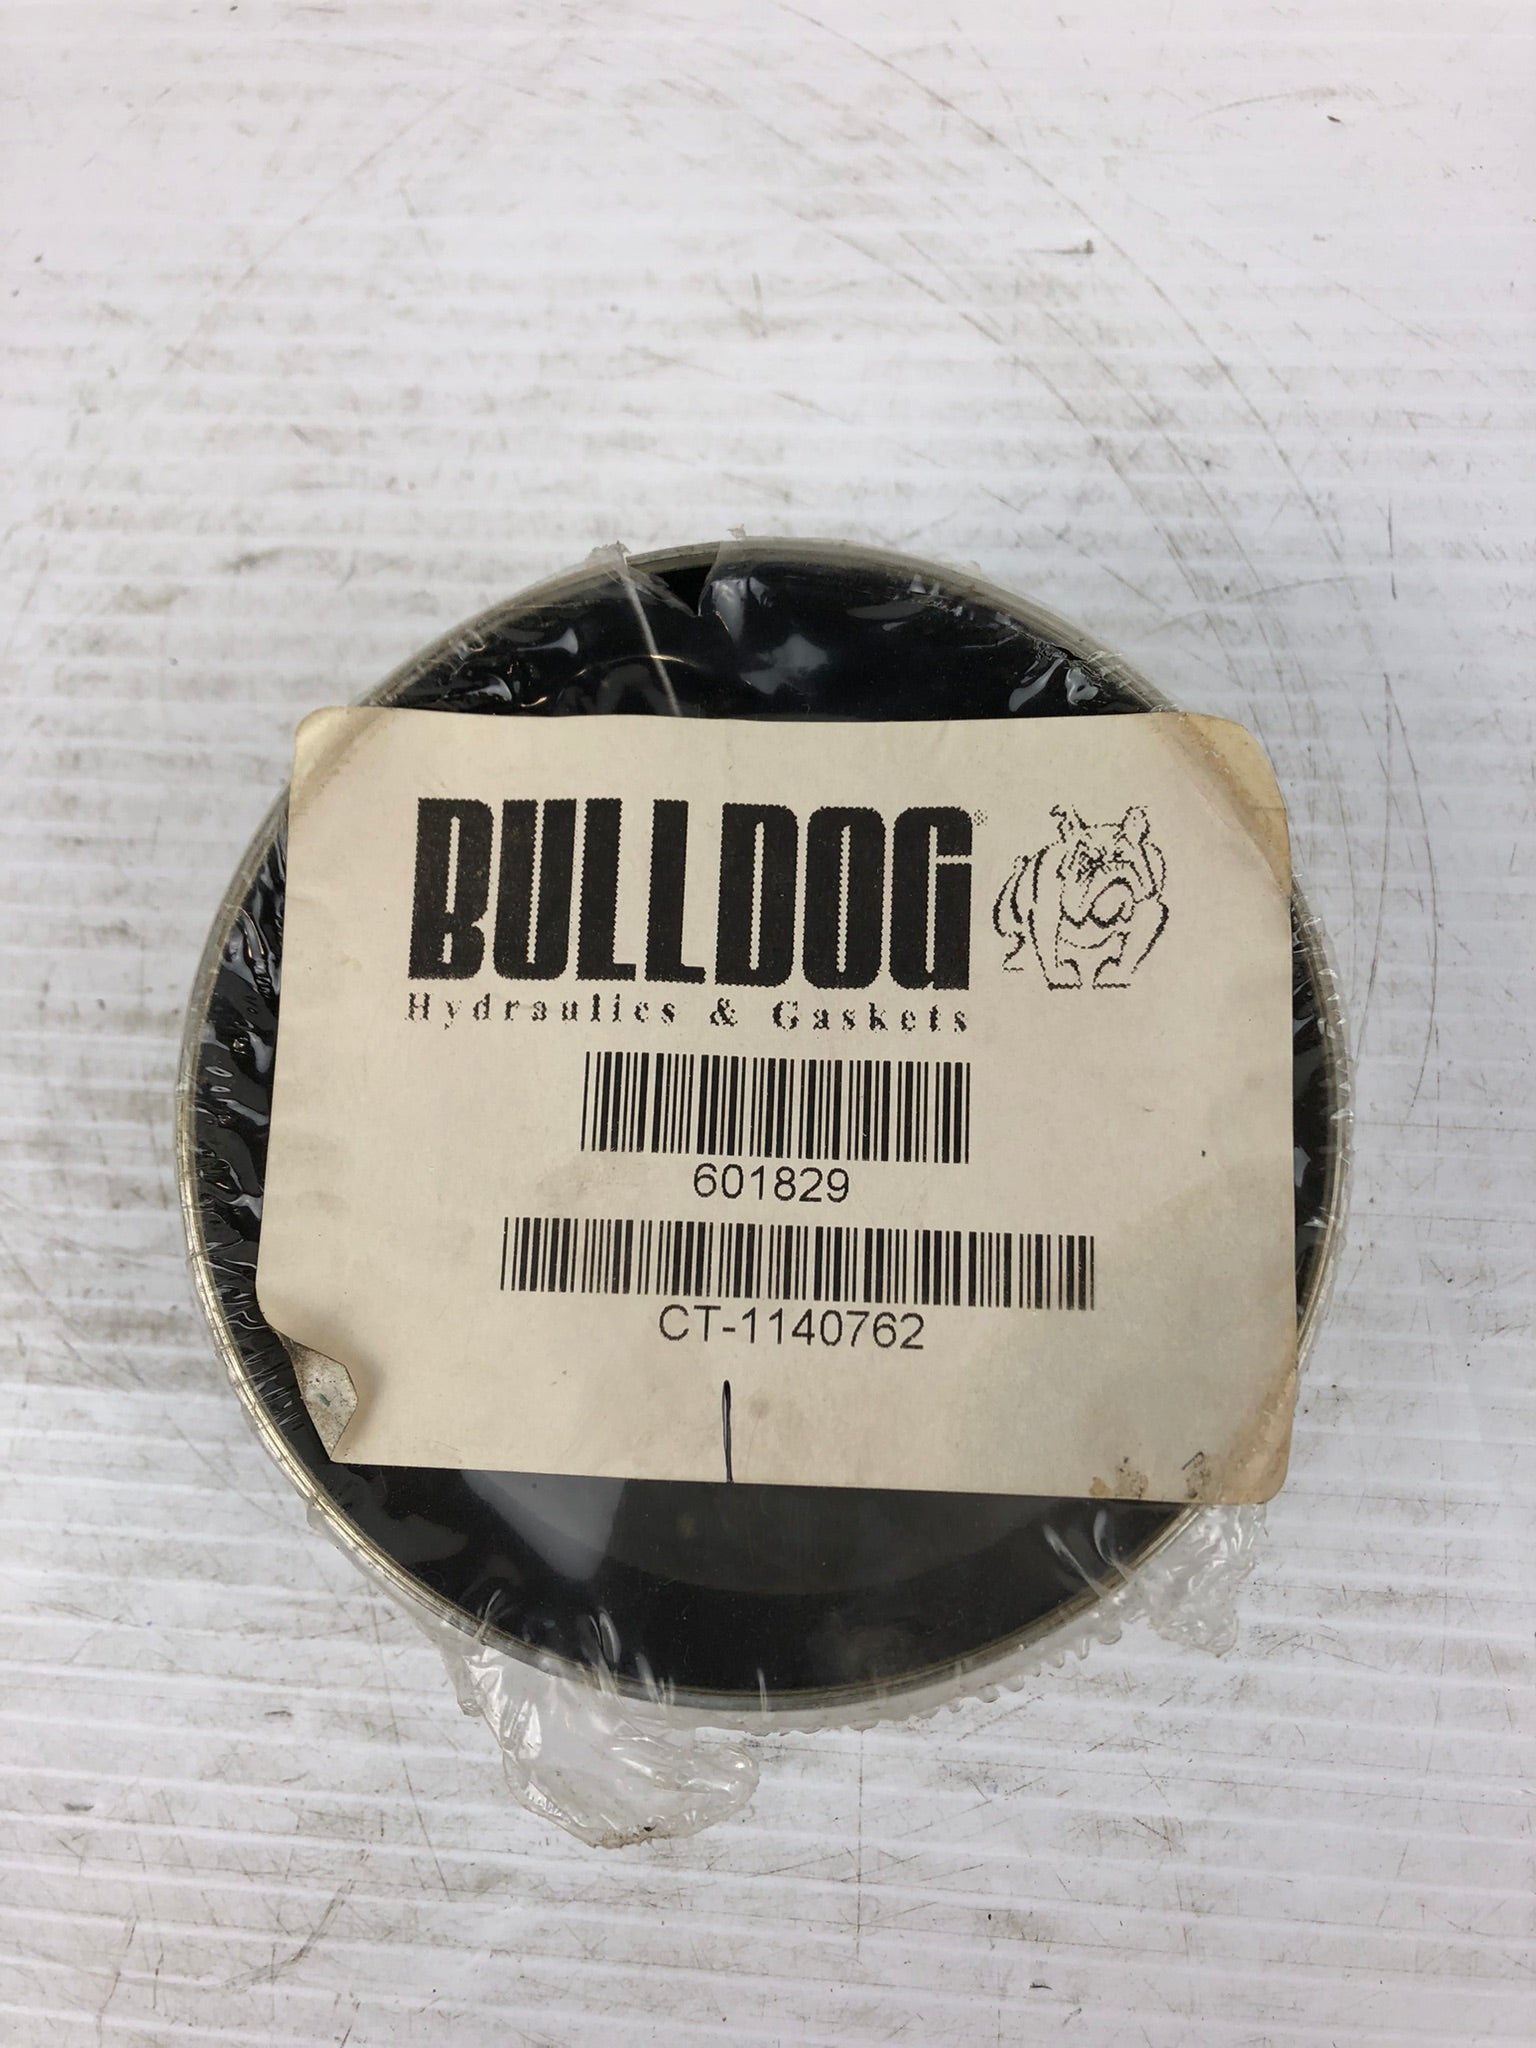 BULLDOG®
Hydraulics & Gaskets
601829
CT-1140762